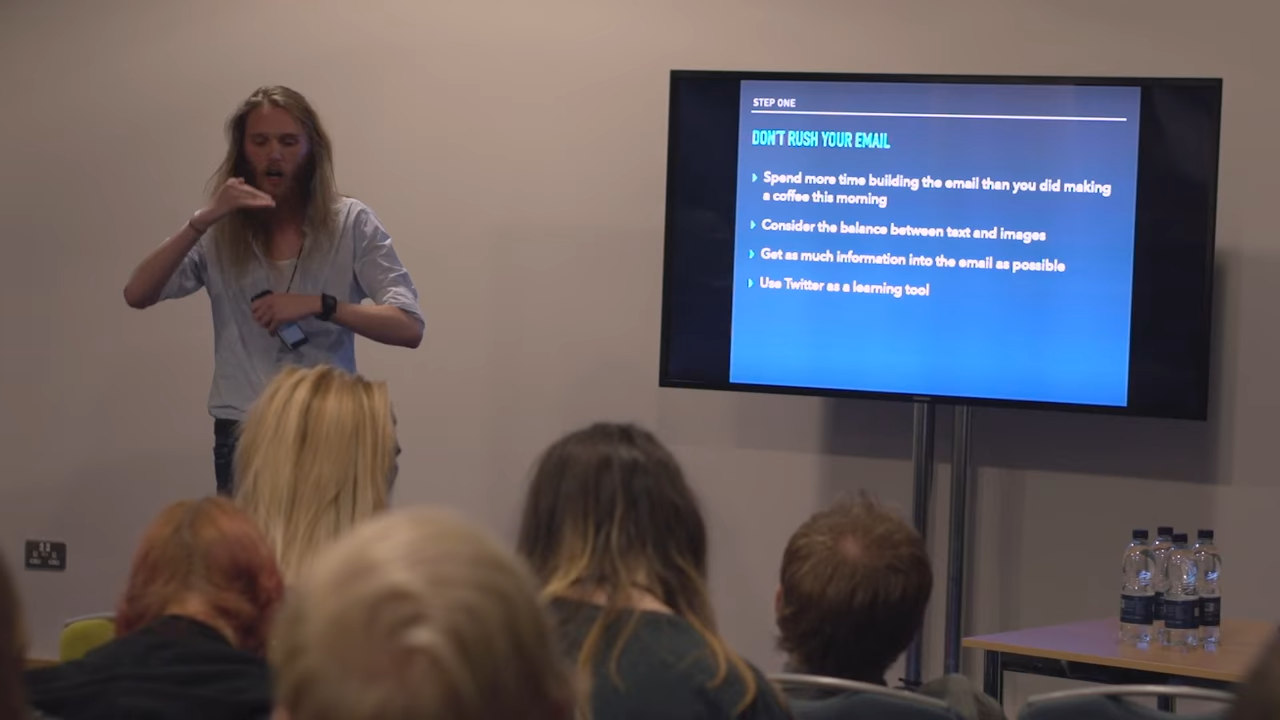 STEP ONE
DON'T RUSH YOUR EMAIL
Spend more time building the email than you did making
a coffee this morning
Consider the balance between text and images
Get as much information into the email as possible
Use Twitter as a learning tool